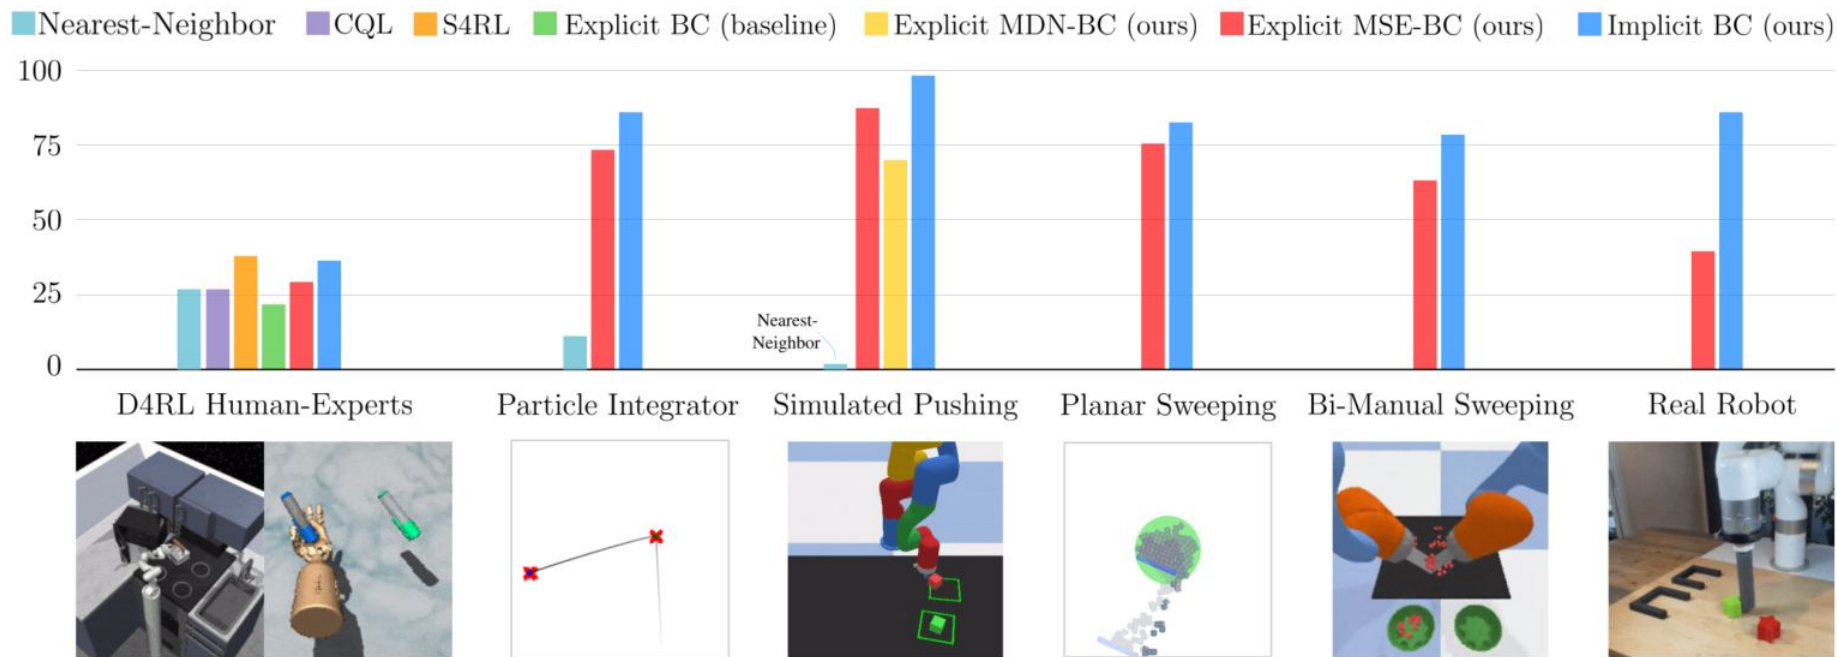 Nearest-Neighbor CQL S4RL Explicit BC (baseline) Explicit MDN-BC (ours) Explicit MSE-BC (ours) Implicit BC (ours)
100
75
50
25
0
Nearest-
Neighbor
D4RL Human-Experts Particle Integrator Simulated Pushing Planar Sweeping Bi-Manual Sweeping Real Robot